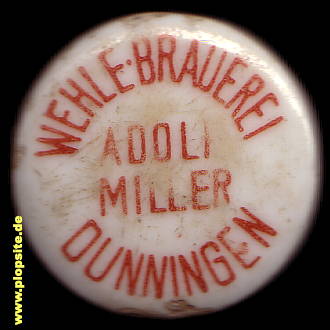 WEHLE·BRAUEREI
ADOLF
MILLER
DUNNINGEN
www.plopsite.de